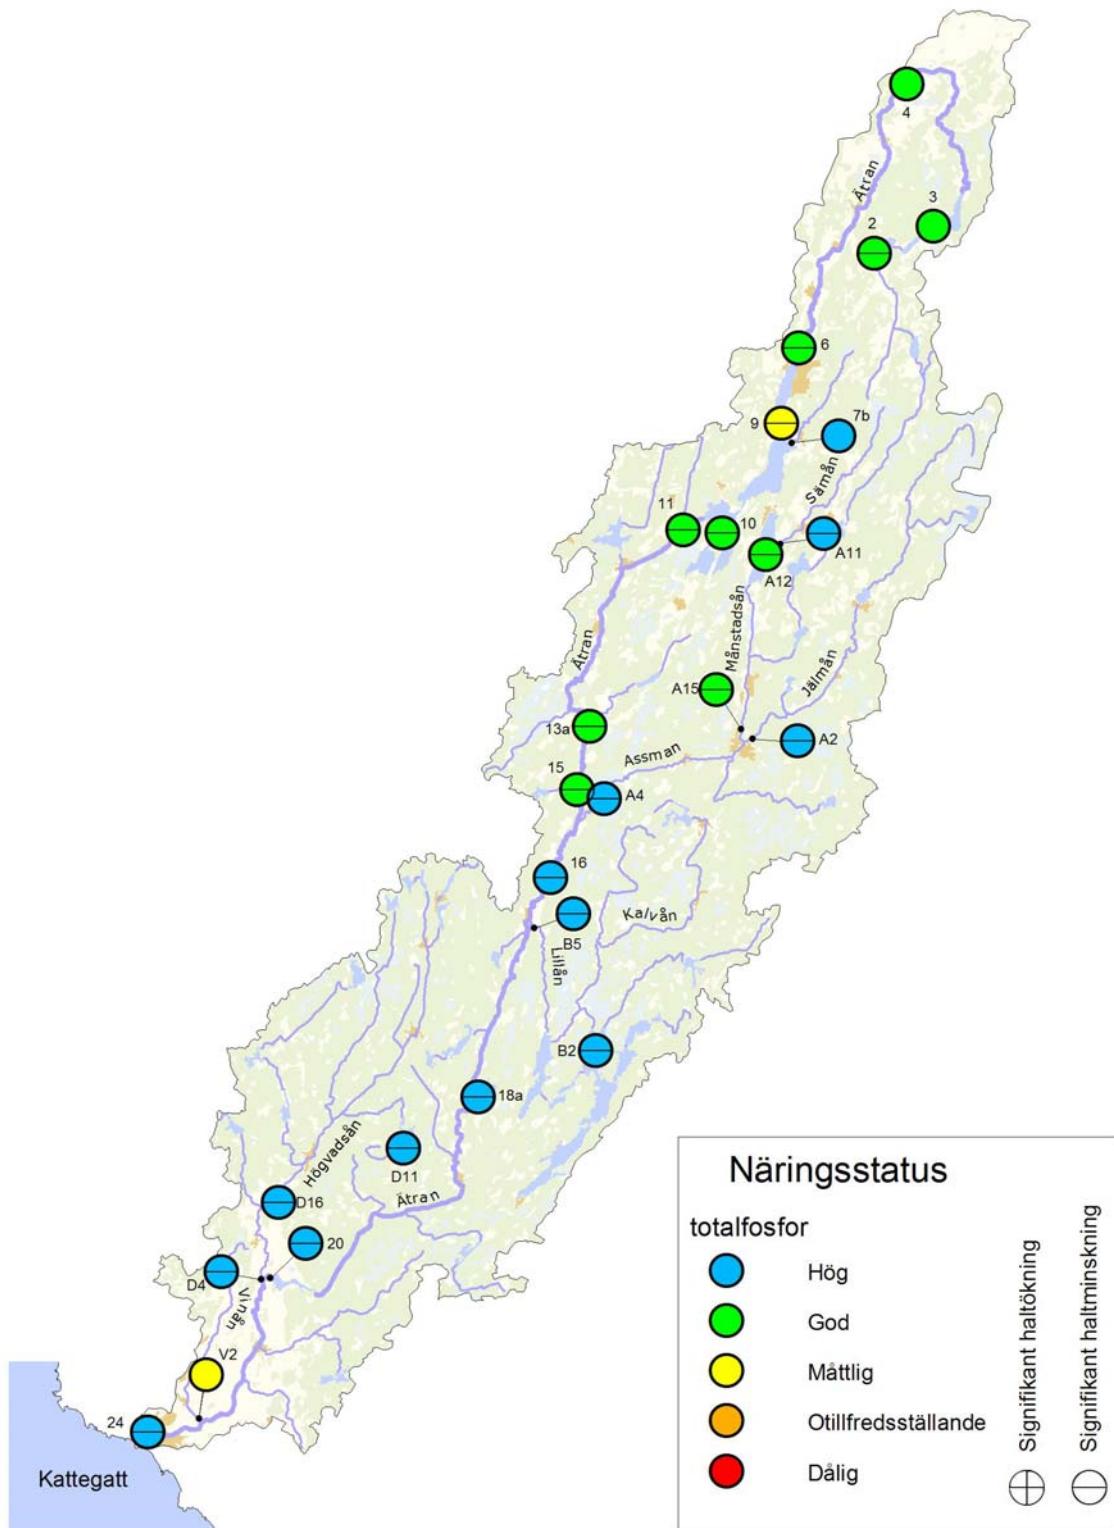 4
Ätran
3
2
6
9
7b
Sämån
11
10
A11
A12
Månstadsån
Ätran
Jälmån
A15
13a
A2
Assman
15
A4
16
Kalvån
B5
Lillån
B2
18a
Högvadsån
D11
Ätran
D16
20
D4
Vinån
V2
24
Kattegatt
Näringsstatus
totalfosfor
Hög
God
Måttlig
Otillfredsställande
Dålig
Signifikant haltökning
Signifikant haltminskning